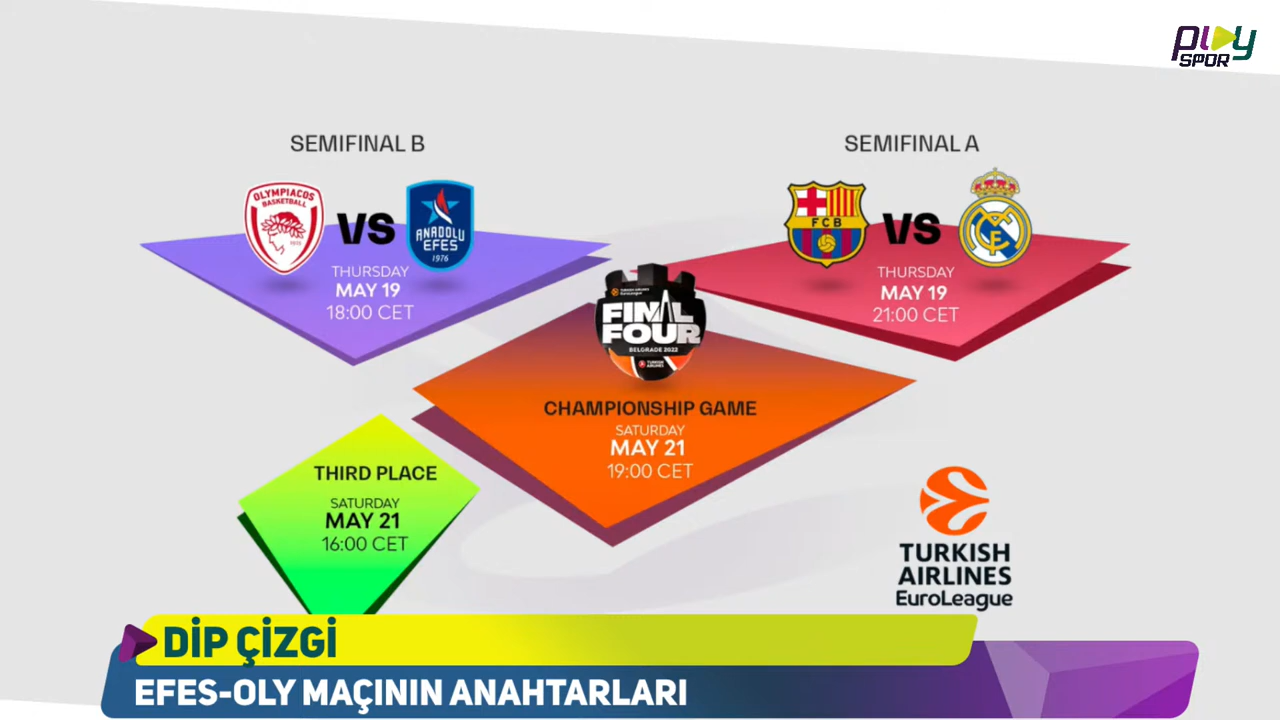 play
SPOR
SEMIFINAL B
OLYMPIACOS
BASKETBALL
VS
ANADOLU
EFES
1976
THURSDAY
MAY 19
18:00 CET
SEMIFINAL A
FCB
VS
THURSDAY
MAY 19
21:00 CET
FINAL
FOUR
BELGRADE 2022
CHAMPIONSHIP GAME
SATURDAY
MAY 21
19:00 CET
THIRD PLACE
SATURDAY
MAY 21
16:00 CET
TURKISH
AIRLINES
EuroLeague
DİP ÇİZGİ
EFES-OLY MAÇININ ANAHTARLARI